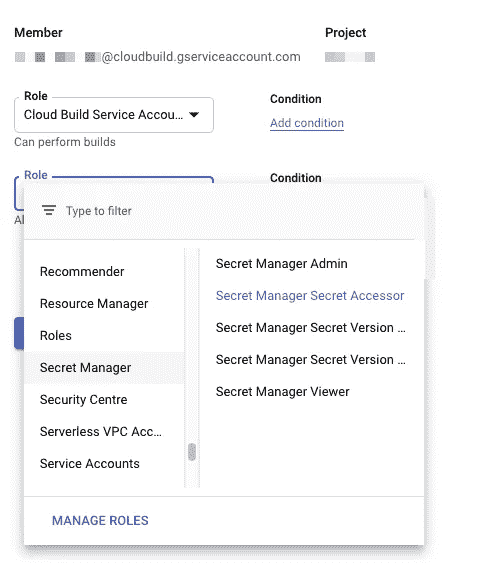 Member Project
@cloudbuild.gserviceaccount.com
Role
Condition
Cloud Build Service Accou...
Add condition
Can perform builds
Role
Condition
Al
Type to filter
Recommender
Resource Manager
Roles
Secret Manager
Security Centre
Serverless VPC Acc...
Service Accounts
Secret Manager Admin
Secret Manager Secret Accessor
Secret Manager Secret Version ...
Secret Manager Secret Version ...
Secret Manager Viewer
MANAGE ROLES